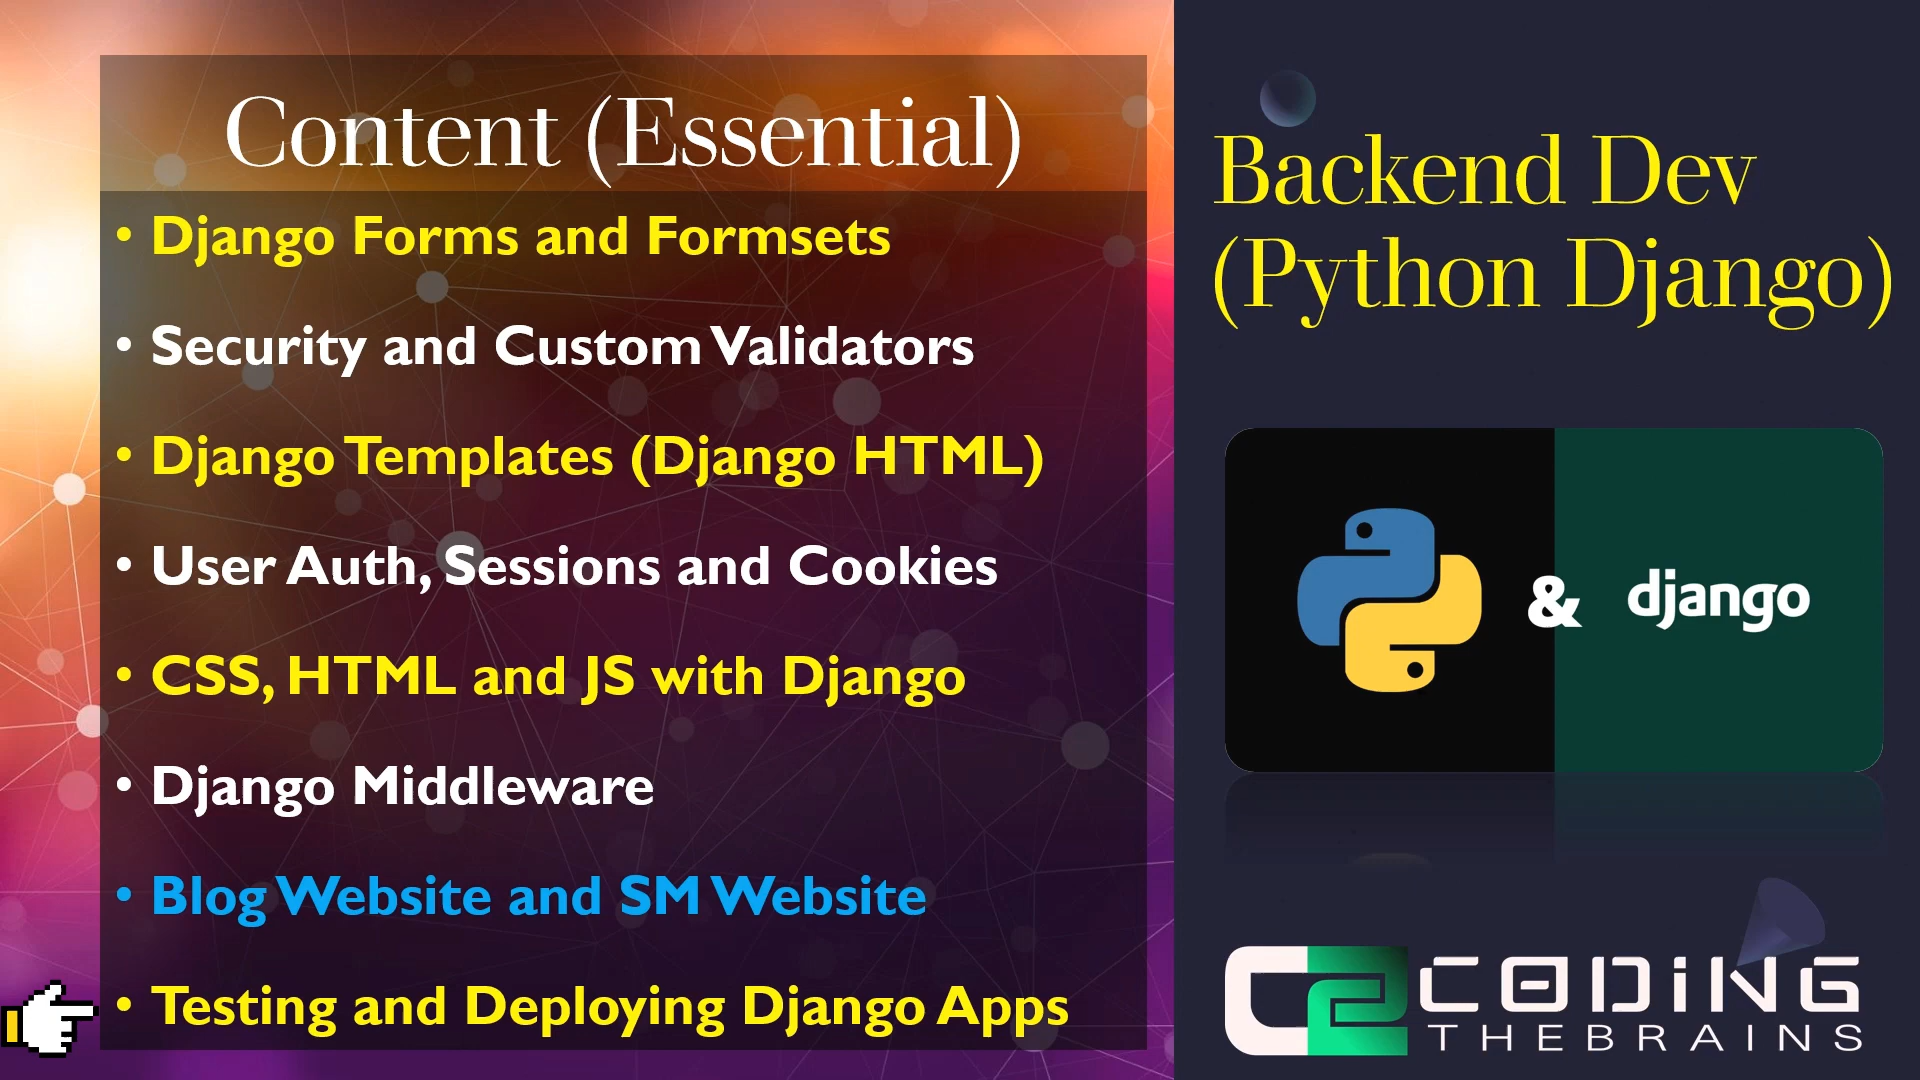 Content (Essential)
• Django Forms and Formsets
• Security and Custom Validators
• Django Templates (Django HTML)
• User Auth, Sessions and Cookies
• CSS, HTML and JS with Django
• Django Middleware
• Blog Website and SM Website
• Testing and Deploying Django Apps
Backend Dev
(Python Django)
& django
CODiNG
THEBRAINS